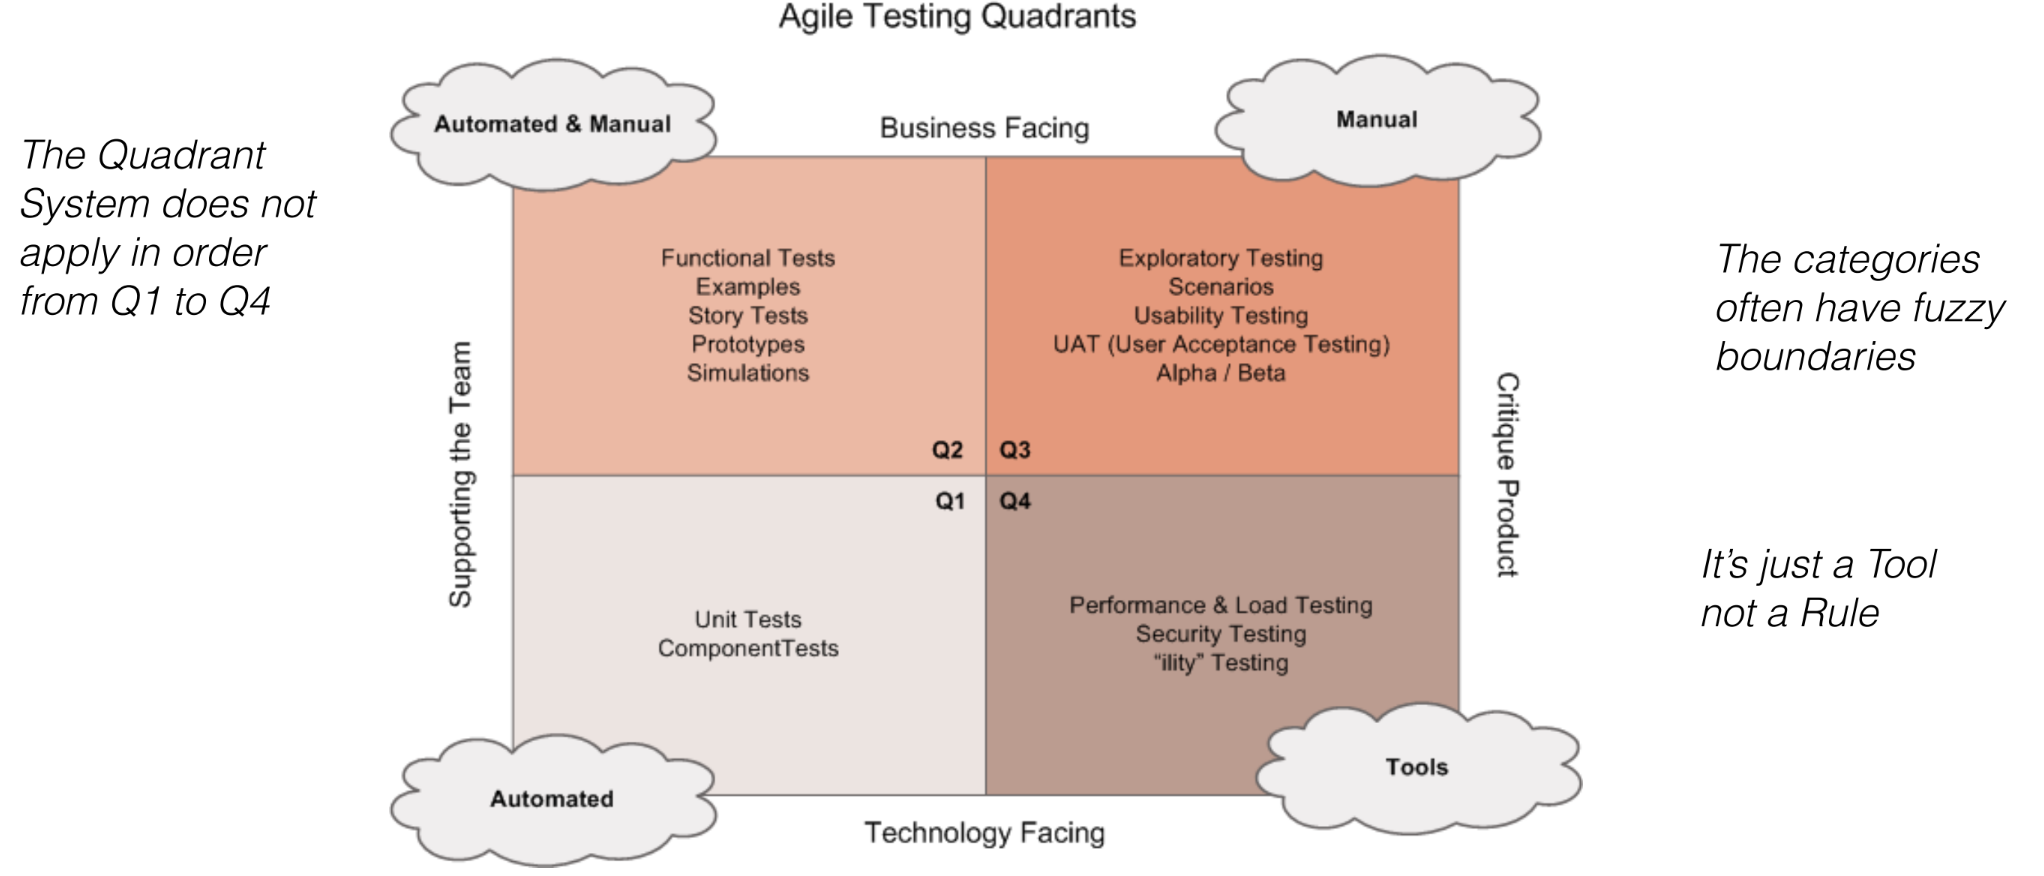 Agile Testing Quadrants
Automated & Manual
Manual
Business Facing
The Quadrant
System does not
apply in order
from Q1 to Q4
Functional Tests
Examples
Story Tests
Prototypes
Simulations
Exploratory Testing
Scenarios
Usability Testing
UAT (User Acceptance Testing)
Alpha / Beta
The categories
often have fuzzy
boundaries
Supporting the Team
Critique Product
Q2
Q3
Q1
Q4
Unit Tests
ComponentTests
Performance & Load Testing
Security Testing
“ility” Testing
It’s just a Tool
not a Rule
Automated
Tools
Technology Facing